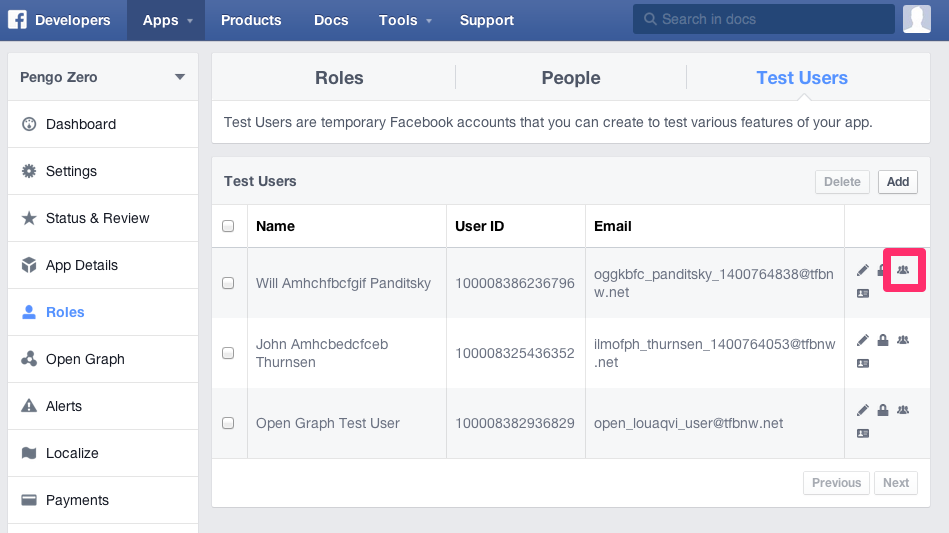 Developers Apps Products Docs Tools Support Search in docs
Pengo Zero
Dashboard
Settings
Status & Review
App Details
Roles
Open Graph
Alerts
Localize
Payments
Roles People Test Users
Test Users are temporary Facebook accounts that you can create to test various features of your app.
Test Users Delete Add
Name User ID Email
Will Amhchfbcfgif Panditsky 100008386236796 oggkbfc_panditsky_1400764838@tfbn
w.net
John Amhcbedcfceb
Thurnsen 100008325436352 ilmofph_thurnsen_1400764053@tfbnw
.net
Open Graph Test User 100008382936829 open_louaqvi_user@tfbnw.net
Previous Next